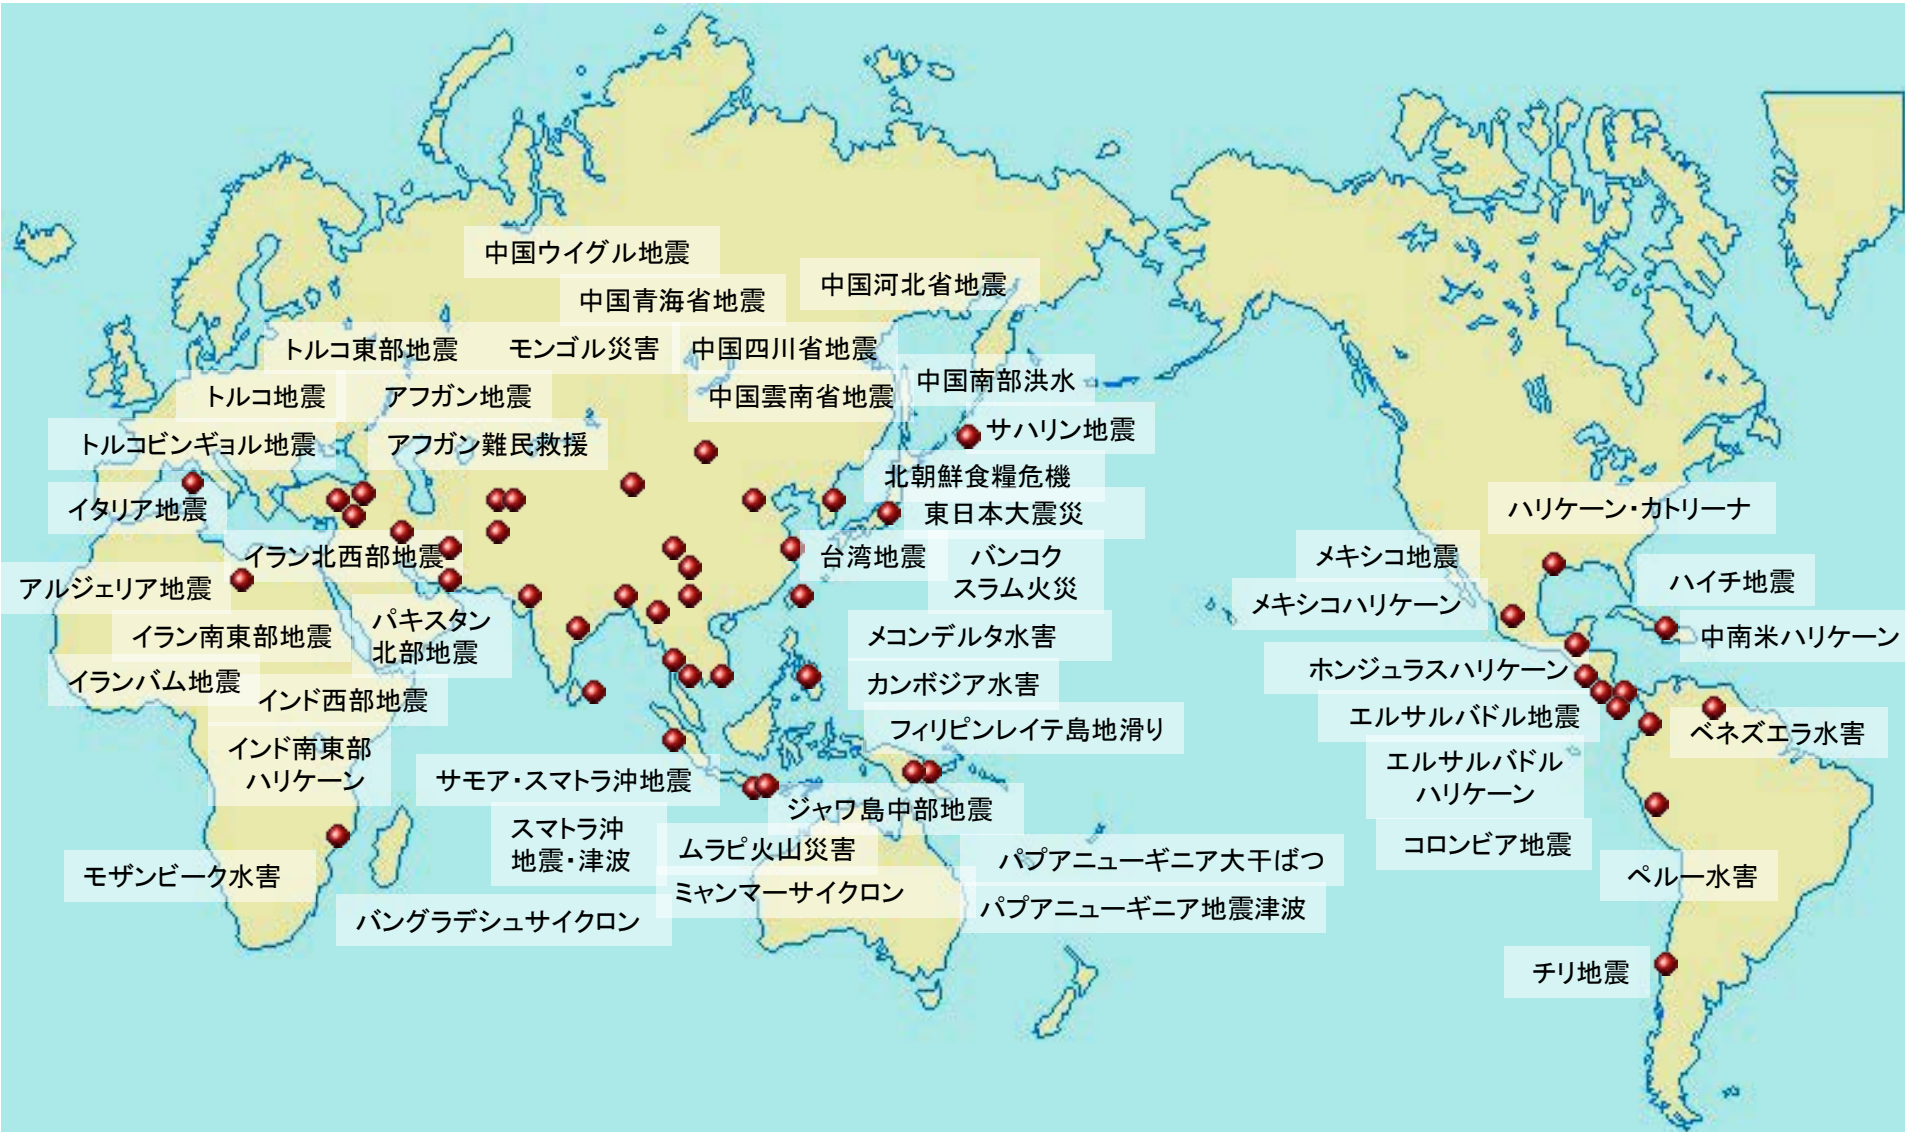 中国ウイグル地震
中国青海省地震
中国河北省地震
トルコ東部地震
モンゴル災害
中国四川省地震
トルコ地震
アフガン地震
中国雲南省地震
中国南部洪水
トルコビンギョル地震
アフガン難民救援
サハリン地震
北朝鮮食糧危機
イタリア地震
東日本大震災
ハリケーン・カトリーナ
イラン北西部地震
台湾地震
バンコク
スラム火災
メキシコ地震
アルジェリア地震
ハイチ地震
メキシコハリケーン
イラン南東部地震
パキスタン
北部地震
メコンデルタ水害
中南米ハリケーン
イランバム地震
インド西部地震
カンボジア水害
ホンジュラスハリケーン
フィリピンレイテ島地滑り
エルサルバドル地震
ベネズエラ水害
インド南東部
ハリケーン
サモア・スマトラ沖地震
エルサルバドル
ハリケーン
ジャワ島中部地震
スマトラ沖
地震・津波
ムラピ火山災害
パプアニューギニア大干ばつ
コロンビア地震
モザンビーク水害
ミャンマーサイクロン
ペルー水害
バングラデシュサイクロン
パプアニューギニア地震津波
チリ地震